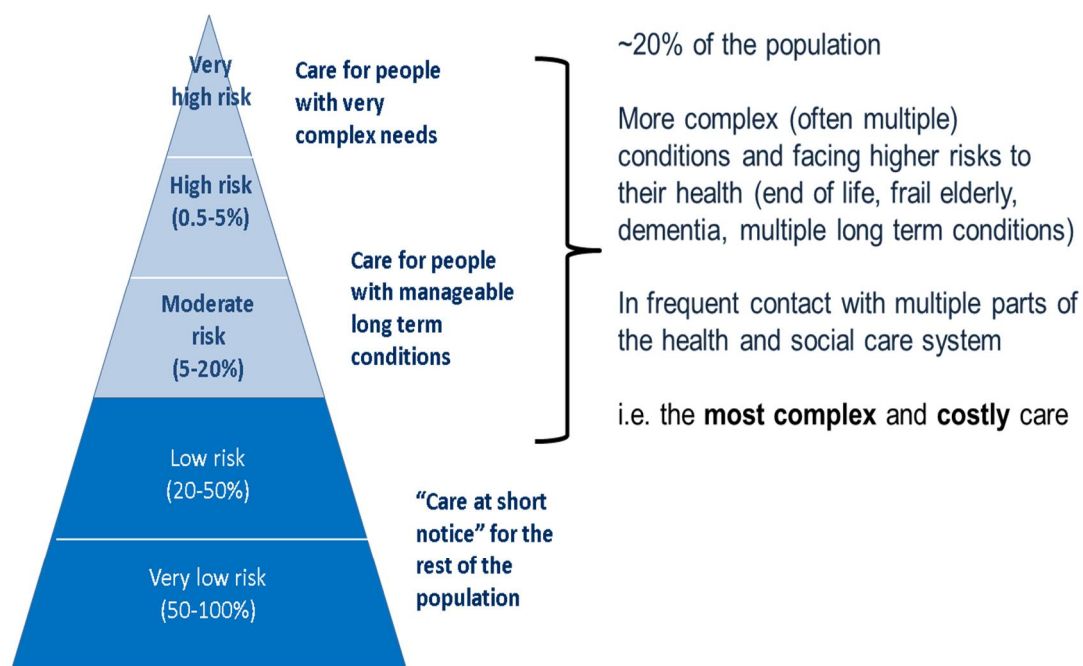 Very
high risk
High risk
(0.5-5%)
Moderate
risk
(5-20%)
Low risk
(20-50%)
Very low risk
(50-100%)
Care for people
with very
complex needs
Care for people
with manageable
long term
conditions
“Care at short
notice” for the
rest of the
population
~20% of the population
More complex (often multiple)
conditions and facing higher risks to
their health (end of life, frail elderly,
dementia, multiple long term conditions)
In frequent contact with multiple parts of
the health and social care system
i.e. the most complex and costly care